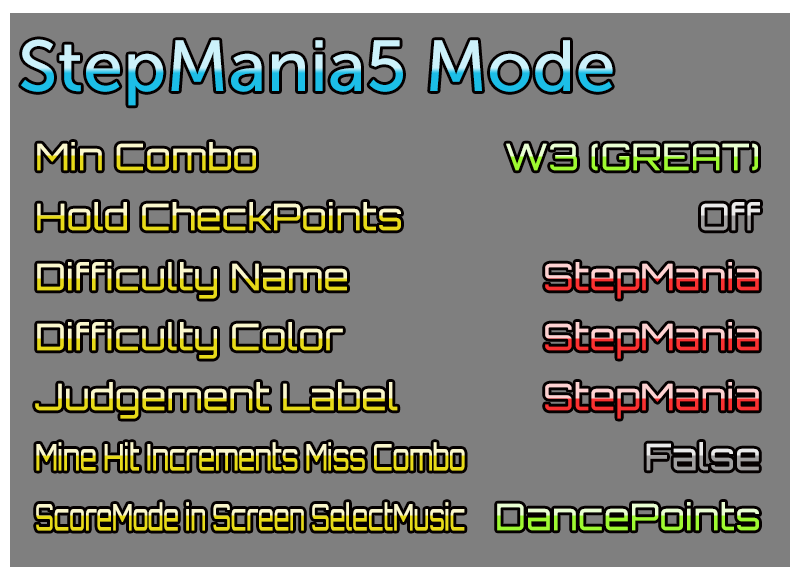 StepMania5 Mode
Min Combo W3 (GREAT)
Hold CheckPoints Off
Difficulty Name StepMania
Difficulty Color StepMania
Judgement Label StepMania
Mine Hit Increments Miss Combo False
ScoreMode in Screen SelectMusic DancePoints